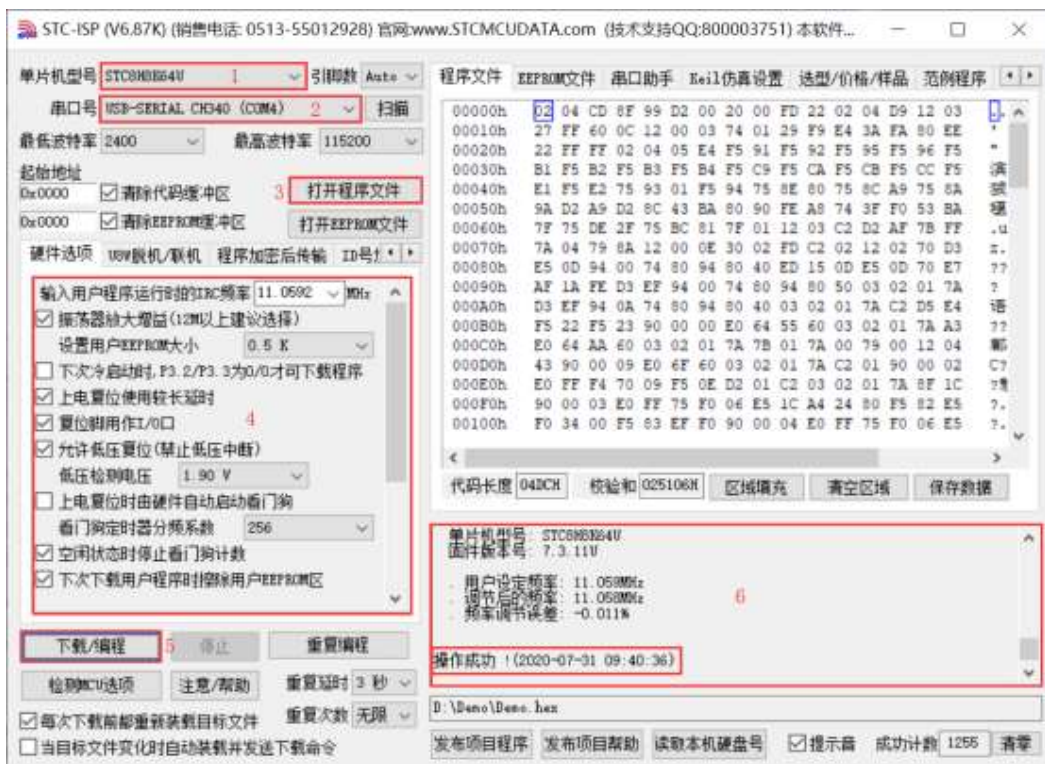 STC-ISP (V6.87K) (销售电话: 0513-55012928) 官网:www.STCMCUDATA.com (技术支持QQ:800003751) 本软件...
单片机型号 STC8H8K64U 1 引脚数 Auto
串口号 USB-SERIAL CH340 (COM4) 2 扫描
最低波特率 2400 最高波特率 115200
起始地址
0x0000 清除代码缓冲区 3 打开程序文件
0x0000 清除EEPROM缓冲区 打开EEPROM文件
硬件选项 U8W脱机/联机 程序加密后传输 ID号
输入用户程序运行时的IRC频率 11.0592 MHz
振荡器放大增益(12M以上建议选择)
设置用户EEPROM大小 0.5 K
下次冷启动时, P3.2/P3.3为0/0才可下载程序
上电复位使用较长延时
复位脚用作I/O口 4
允许低压复位(禁止低压中断)
低压检测电压 1.90 V
上电复位时由硬件自动启动看门狗
看门狗定时器分频系数 256
空闲状态时停止看门狗计数
下次下载用户程序时擦除用户EEPROM区
下载/编程 5 停止 重复编程
检测MCU选项 注意/帮助 重复延时 3 秒
每次下载前都重新装载目标文件 重复次数 无限
当目标文件变化时自动装载并发送下载命令
程序文件 EEPROM文件 串口助手 Keil仿真设置 选型/价格/样品 范例程序
00000h 02 04 CD 8F 99 D2 00 20 00 FD 22 02 04 D9 12 03
00010h 27 FF 60 0C 12 00 03 74 01 29 F9 E4 3A FA 80 EE
00020h 22 FF FF 02 04 05 E4 F5 91 F5 92 F5 95 F5 96 F5
00030h B1 F5 B2 F5 B3 F5 B4 F5 C9 F5 CA F5 CB F5 CC F5
00040h E1 F5 E2 75 93 01 F5 94 75 8E 80 75 8C A9 75 8A
00050h 9A D2 A9 D2 8C 43 BA 80 90 FE A8 74 3F F0 53 BA
00060h 7F 75 DE 2F 75 BC 81 7F 01 12 03 C2 D2 AF 7B FF
00070h 7A 04 79 8A 12 00 0E 30 02 FD C2 02 12 02 70 D3
00080h E5 0D 94 00 74 80 94 80 40 ED 15 0D E5 0D 70 E7
00090h AF 1A FE D3 EF 94 00 74 80 94 80 50 03 02 01 7A
000A0h D3 EF 94 0A 74 80 94 80 40 03 02 01 7A C2 D5 E4
000B0h F5 22 F5 23 90 00 00 E0 64 55 60 03 02 01 7A A3
000C0h E0 64 AA 60 03 02 01 7A 7B 01 7A 00 79 00 12 04
000D0h 43 90 00 09 E0 6F 60 03 02 01 7A C2 01 90 00 02
000E0h E0 FF F4 70 09 F5 0E D2 01 C2 03 02 01 7A 8F 1C
000F0h 90 00 03 E0 FF 75 F0 06 E5 1C A4 24 80 F5 82 E5
00100h F0 34 00 F5 83 EF F0 90 00 04 E0 FF 75 F0 06 E5
代码长度 04DCH 校验和 025106H 区域填充 清空区域 保存数据
单片机型号: STC8H8K64U
固件版本号: 7.3.11U
. 用户设定频率: 11.059MHz
. 调节后的频率: 11.058MHz
. 频率调节误差: -0.011%
6
操作成功 !(2020-07-31 09:40:36)
D:\Demo\Demo.hex
发布项目程序 发布项目帮助 读取本机硬盘号 提示音 成功计数 1255 清零